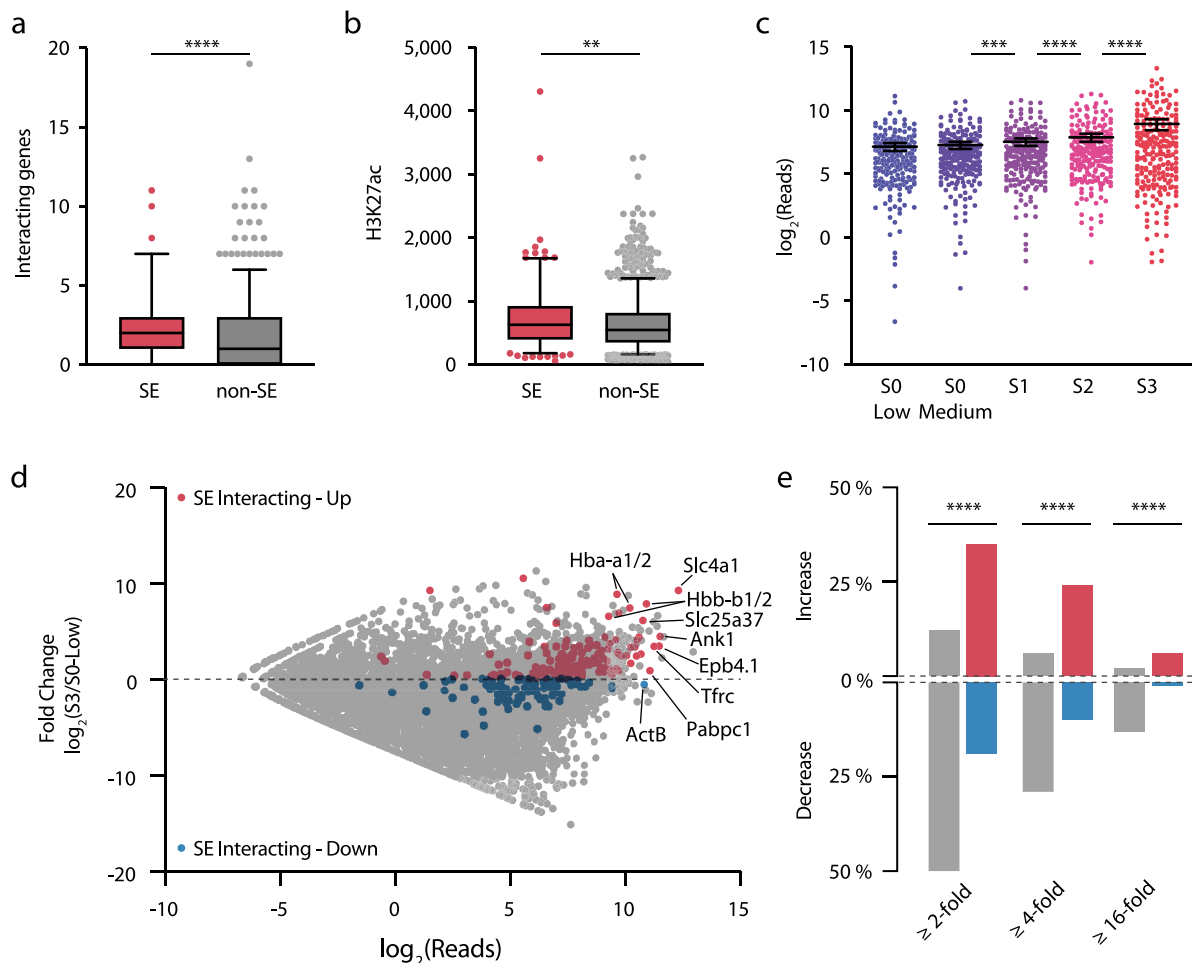 a
****
20
15
10
5
0
Interacting genes
SE
non-SE
b
**
5,000
4,000
3,000
2,000
1,000
0
H3K27ac
SE
non-SE
c
***
****
****
15
10
5
0
-5
-10
log2(Reads)
S0
S0
S1
S2
S3
Low
Medium
d
20
10
0
-10
-20
Fold Change
log2(S3/S0-Low)
SE Interacting - Up
Hba-a1/2
Slc4a1
Hbb-b1/2
Slc25a37
Ank1
Epb4.1
Tfrc
Pabpc1
ActB
SE Interacting - Down
-10
-5
0
5
10
15
log2(Reads)
e
50 %
25 %
0 %
25 %
50 %
Increase
Decrease
****
****
****
≥ 2-fold
≥ 4-fold
≥ 16-fold